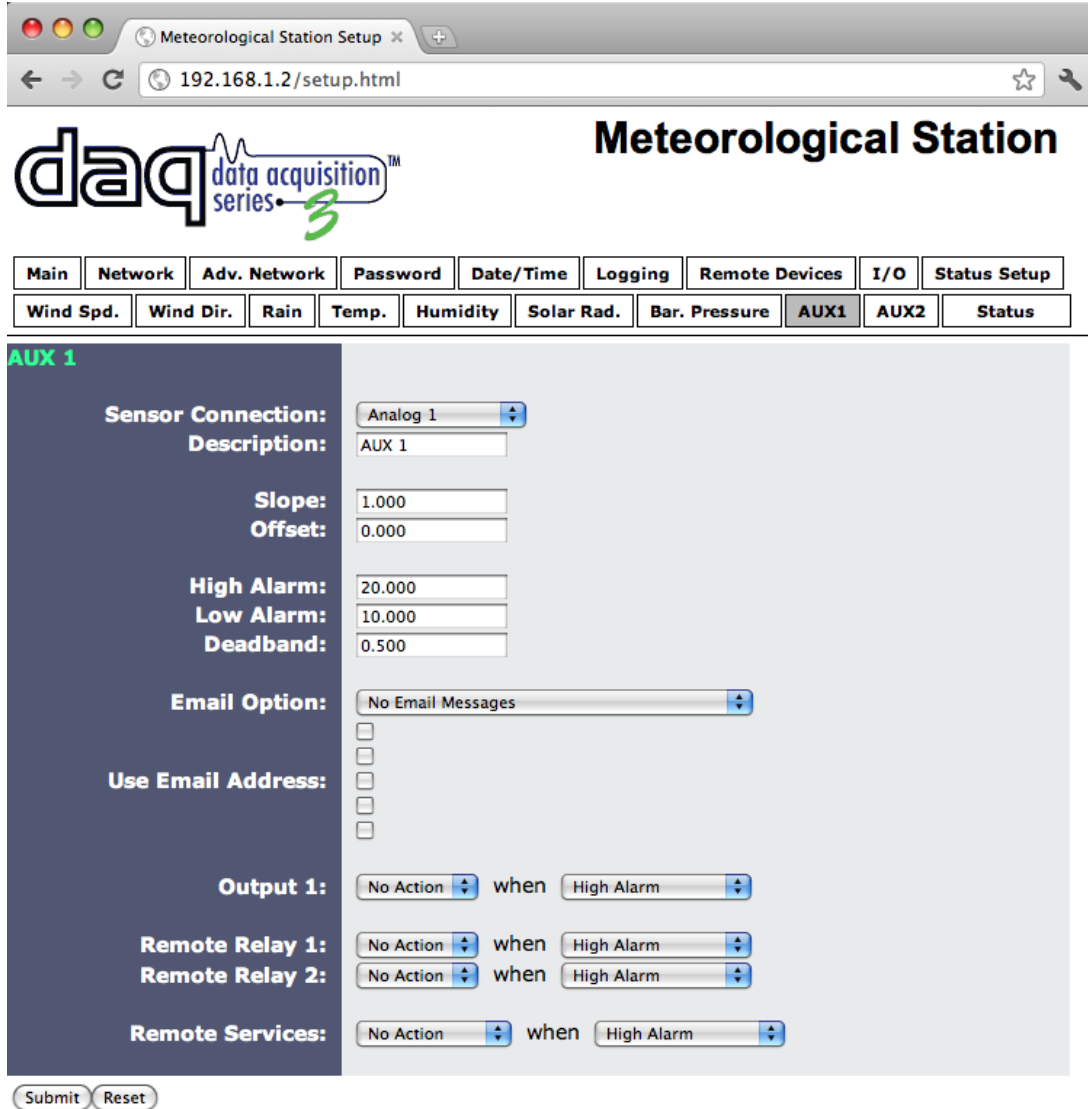 Meteorological Station Setup
192.168.1.2/setup.html
daq data acquisition series 3 ™
Meteorological Station
Main Network Adv. Network Password Date/Time Logging Remote Devices I/O Status Setup
Wind Spd. Wind Dir. Rain Temp. Humidity Solar Rad. Bar. Pressure AUX1 AUX2 Status
AUX 1
Sensor Connection: Analog 1
Description: AUX 1
Slope: 1.000
Offset: 0.000
High Alarm: 20.000
Low Alarm: 10.000
Deadband: 0.500
Email Option: No Email Messages
Use Email Address:
Output 1: No Action when High Alarm
Remote Relay 1: No Action when High Alarm
Remote Relay 2: No Action when High Alarm
Remote Services: No Action when High Alarm
Submit Reset